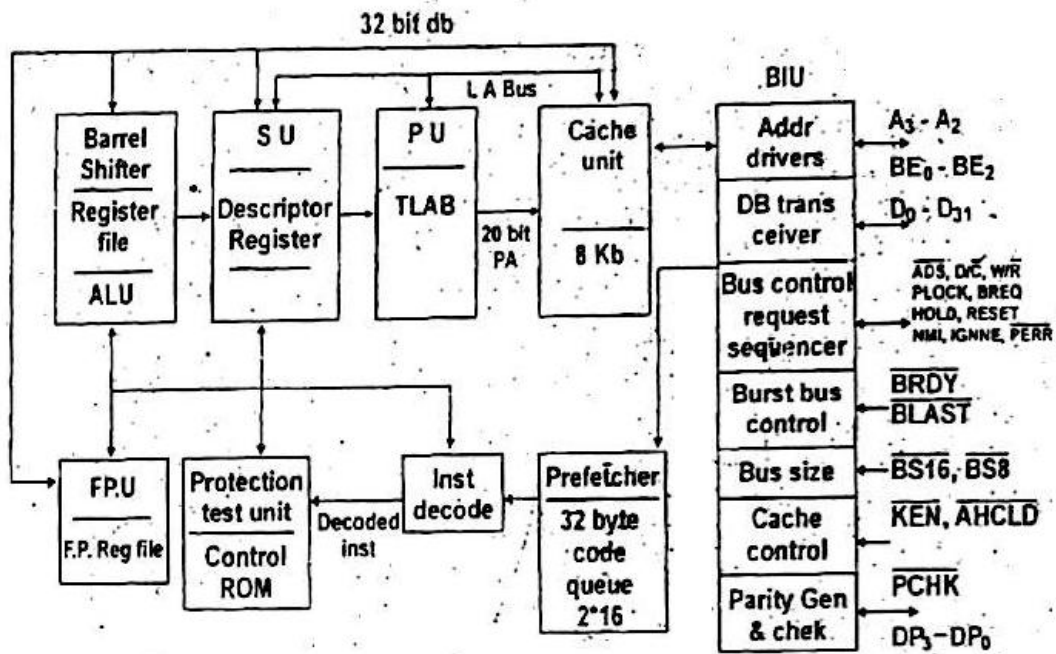 32 bit db
L A Bus
BIU
Barrel
Shifter
Register
file
ALU
S U
Descriptor
Register
P U
TLAB
20 bit
PA
Cache
unit
8 Kb
Addr
drivers
A₃ - A₂
BE₀ - BE₂
DB trans
ceiver
D₀ - D₃₁
Bus control
request
sequencer
ADS, D/C, W/R
PLOCK, BREQ
HOLD, RESET
NMI, IGNNE, PERR
Burst bus
control
BRDY
BLAST
Bus size
BS16, BS8
Cache
control
KEN, AHCLD
Parity Gen
& chek
PCHK
DP₃-DP₀
FP.U
F.P. Reg file
Protection
test unit
Control
ROM
Decoded
inst
Inst
decode
Prefetcher
32 byte
code
queue
2*16